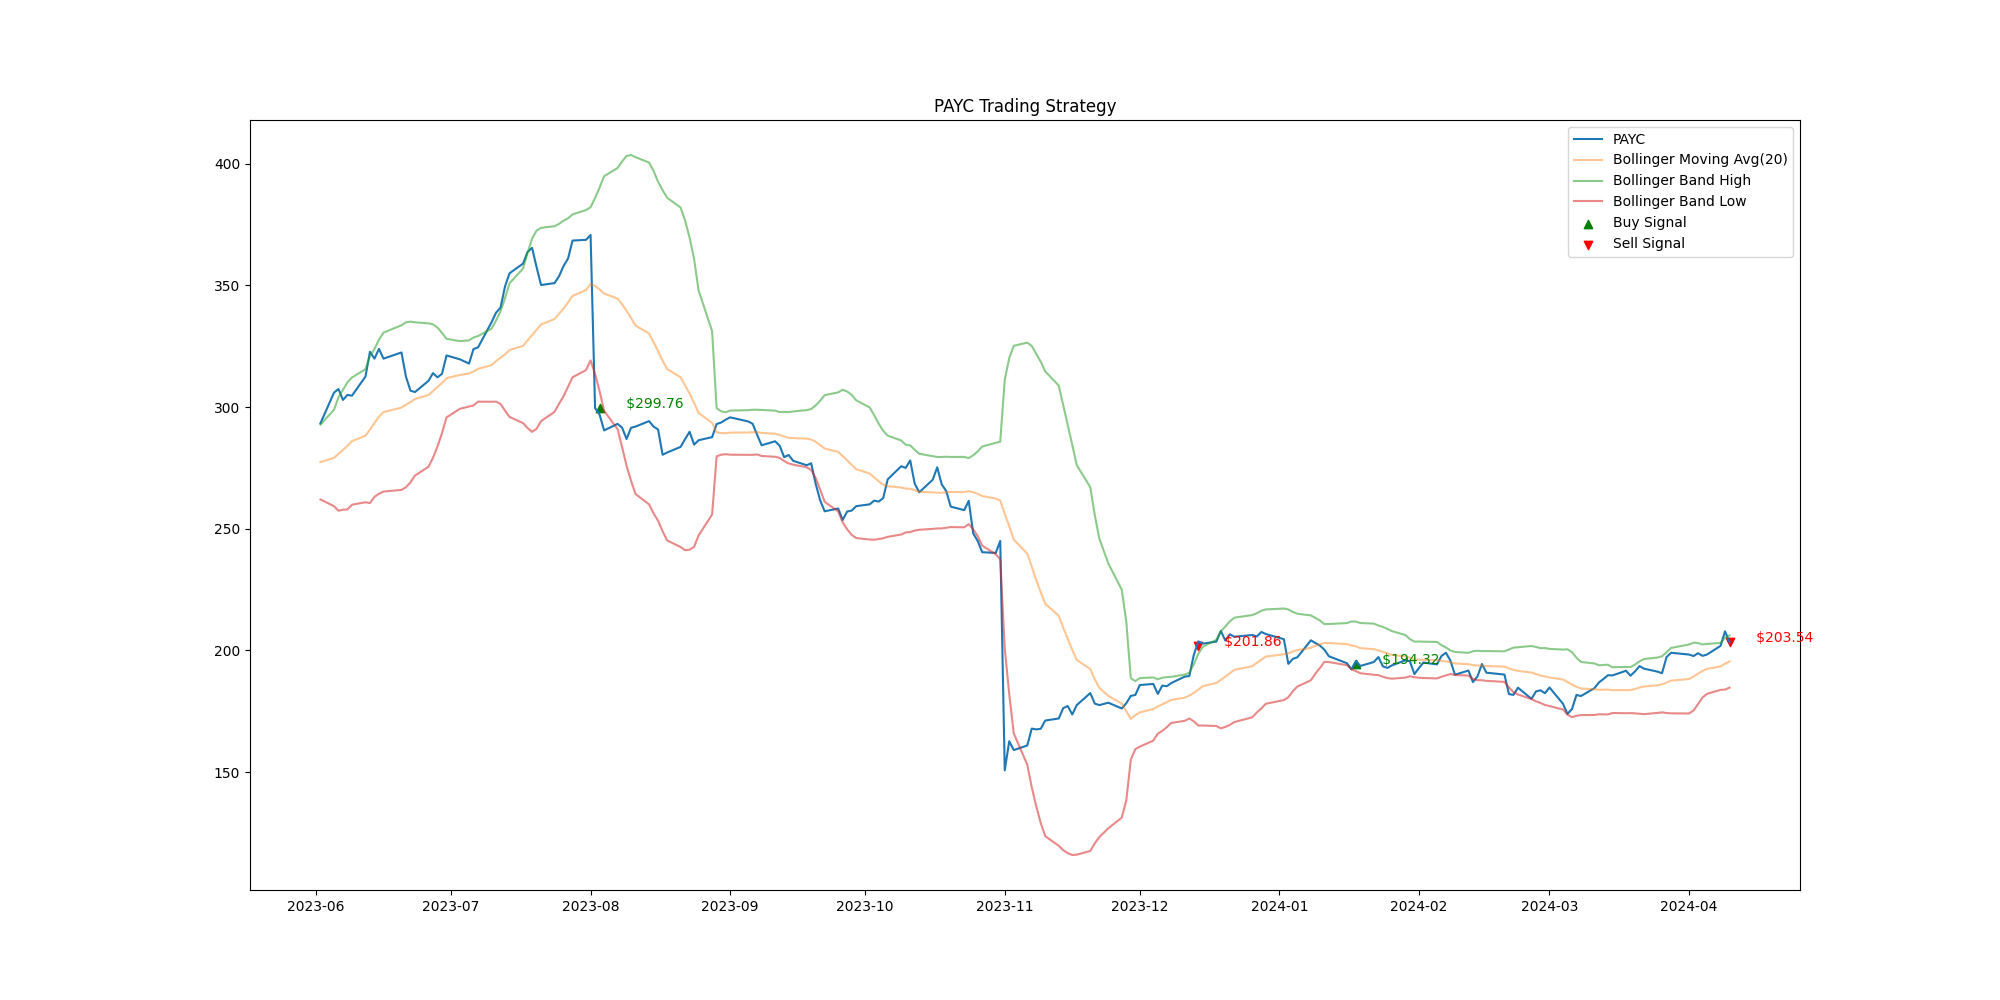 PAYC Trading Strategy
PAYC
Bollinger Moving Avg(20)
Bollinger Band High
Bollinger Band Low
Buy Signal
Sell Signal
400
350
300
250
200
150
$299.76
$201.86
$194.32
$203.54
2023-06 2023-07 2023-08 2023-09 2023-10 2023-11 2023-12 2024-01 2024-02 2024-03 2024-04